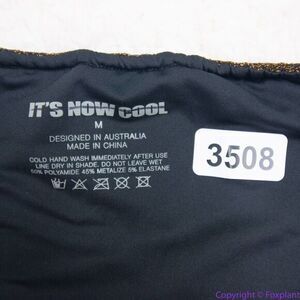 IT'S NOW COOL
M
DESIGNED IN AUSTRALIA
MADE IN CHINA
COLD HAND WASH IMMEDIATELY AFTER USE
LINE DRY IN SHADE. DO NOT LEAVE WET
50% POLYAMIDE 45% METALIZE 5% ELASTANE
3508
Copyright © Foxplant